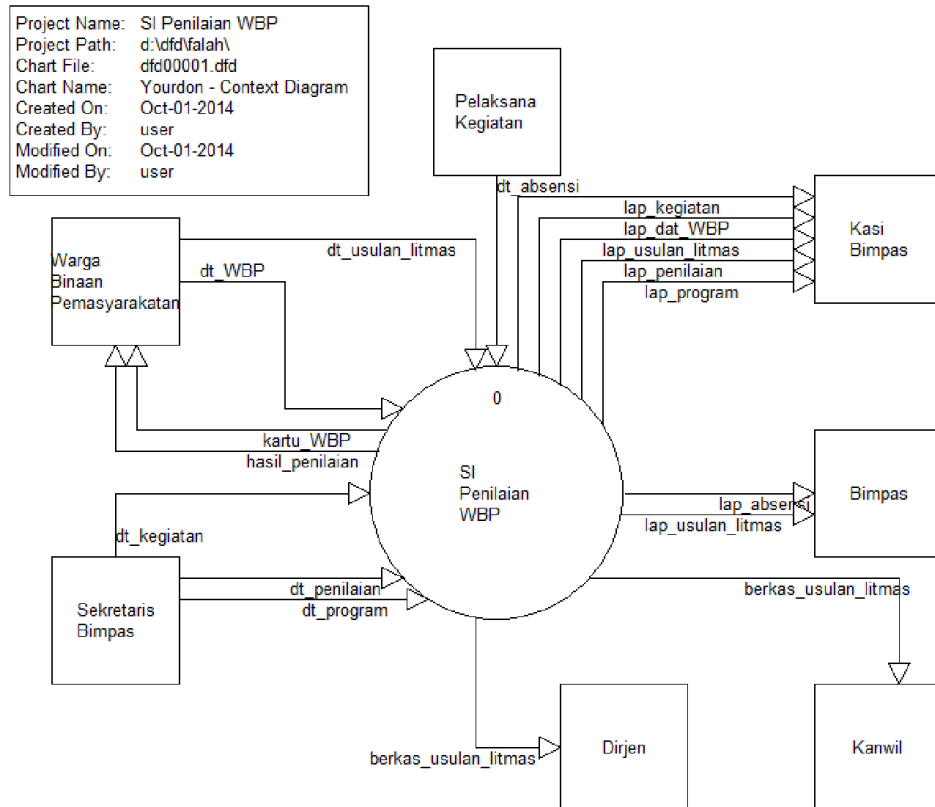 Project Name: SI Penilaian WBP
Project Path: d:\dfd\falah\
Chart File: dfd00001.dfd
Chart Name: Yourdon - Context Diagram
Created On: Oct-01-2014
Created By: user
Modified On: Oct-01-2014
Modified By: user
Pelaksana
Kegiatan
dt_absensi
lap_kegiatan
lap_dat_WBP
lap_usulan_litmas
lap_penilaian
lap_program
Kasi
Bimpas
Warga
Binaan
Pemasyarakatan
dt_usulan_litmas
dt_WBP
kartu_WBP
hasil_penilaian
0
SI
Penilaian
WBP
Bimpas
lap_absensi
lap_usulan_litmas
dt_kegiatan
Sekretaris
Bimpas
dt_penilaian
dt_program
berkas_usulan_litmas
Kanwil
berkas_usulan_litmas
Dirjen